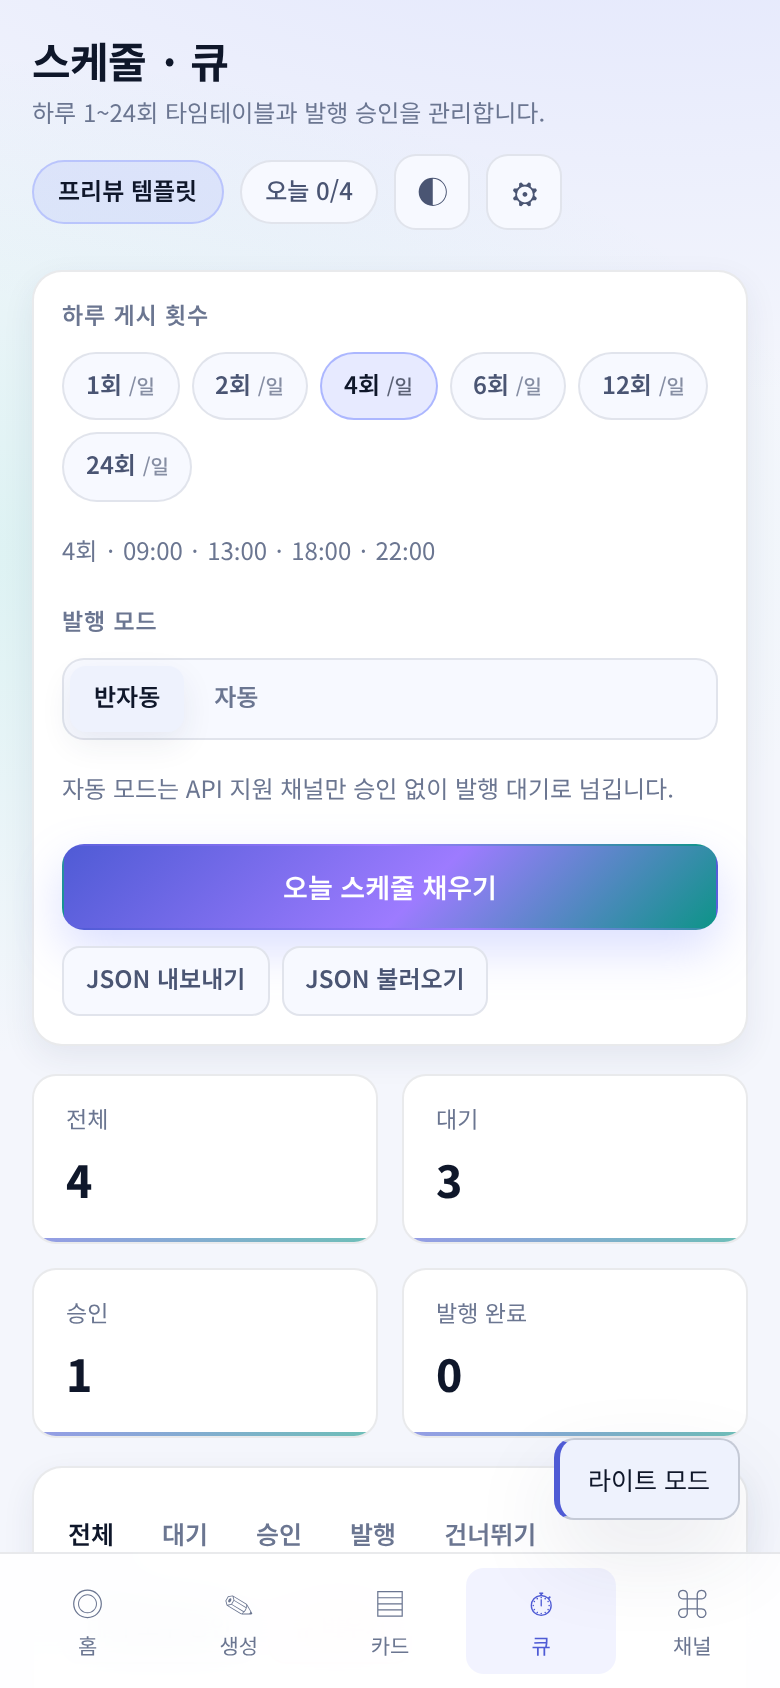 스케줄 · 큐
하루 1~24회 타임테이블과 발행 승인을 관리합니다.
프리뷰 템플릿
오늘 0/4
하루 게시 횟수
1회 /일
2회 /일
4회 /일
6회 /일
12회 /일
24회 /일
4회 · 09:00 · 13:00 · 18:00 · 22:00
발행 모드
반자동
자동
자동 모드는 API 지원 채널만 승인 없이 발행 대기로 넘깁니다.
오늘 스케줄 채우기
JSON 내보내기
JSON 불러오기
전체
4
대기
3
승인
1
발행 완료
0
라이트 모드
전체
대기
승인
발행
건너뛰기
홈
생성
카드
큐
채널